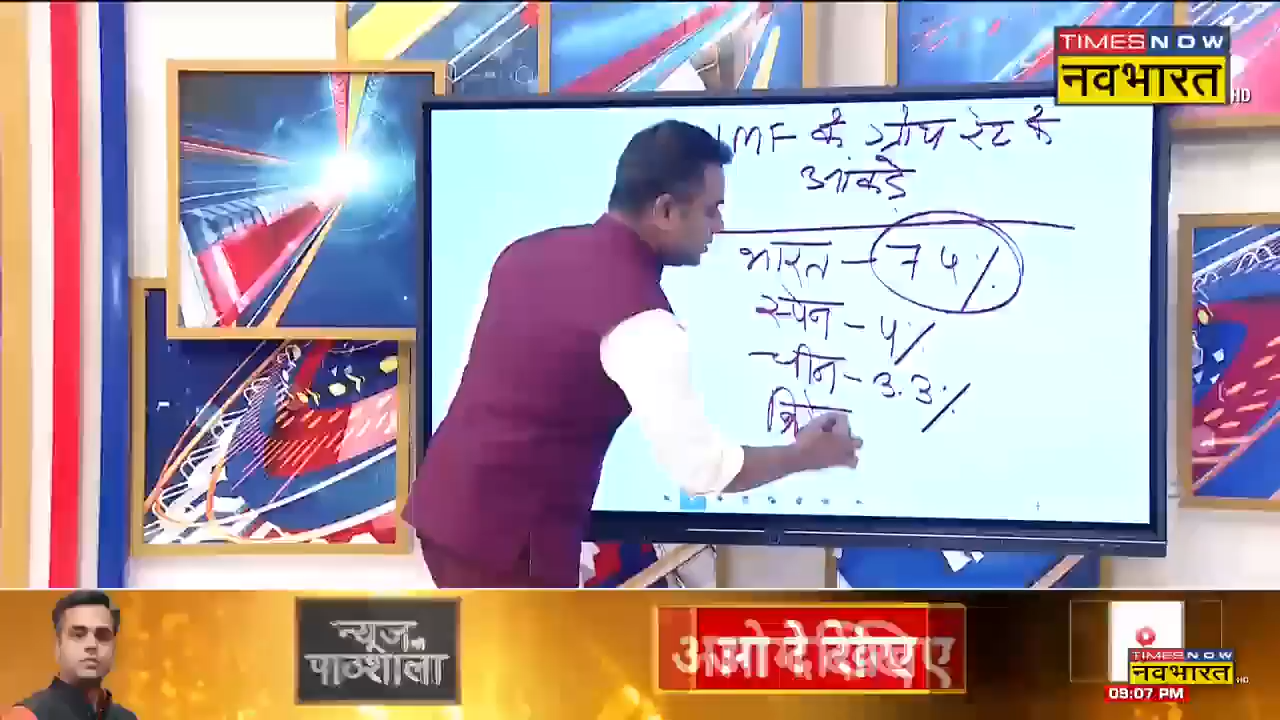 TIMES NOW
नवभारत
HD
IMF के ग्रोथ रेट के
आंकड़े
भारत - 7.4%
स्पेन - 4%
चीन - 3.3%
ब्रिटे
न्यूज़
पाठशाला
TIMES NOW
नवभारत
HD
09:07 PM